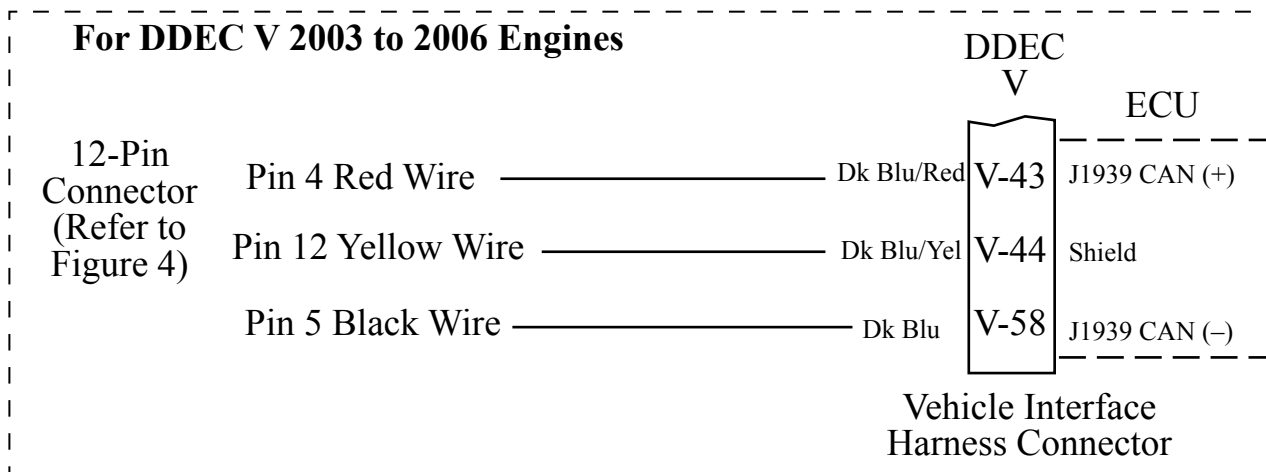 For DDEC V 2003 to 2006 Engines
DDEC
V
ECU
12-Pin
Connector
(Refer to
Figure 4)
Pin 4 Red Wire
Dk Blu/Red
V-43
J1939 CAN (+)
Pin 12 Yellow Wire
Dk Blu/Yel
V-44
Shield
Pin 5 Black Wire
Dk Blu
V-58
J1939 CAN (–)
Vehicle Interface
Harness Connector